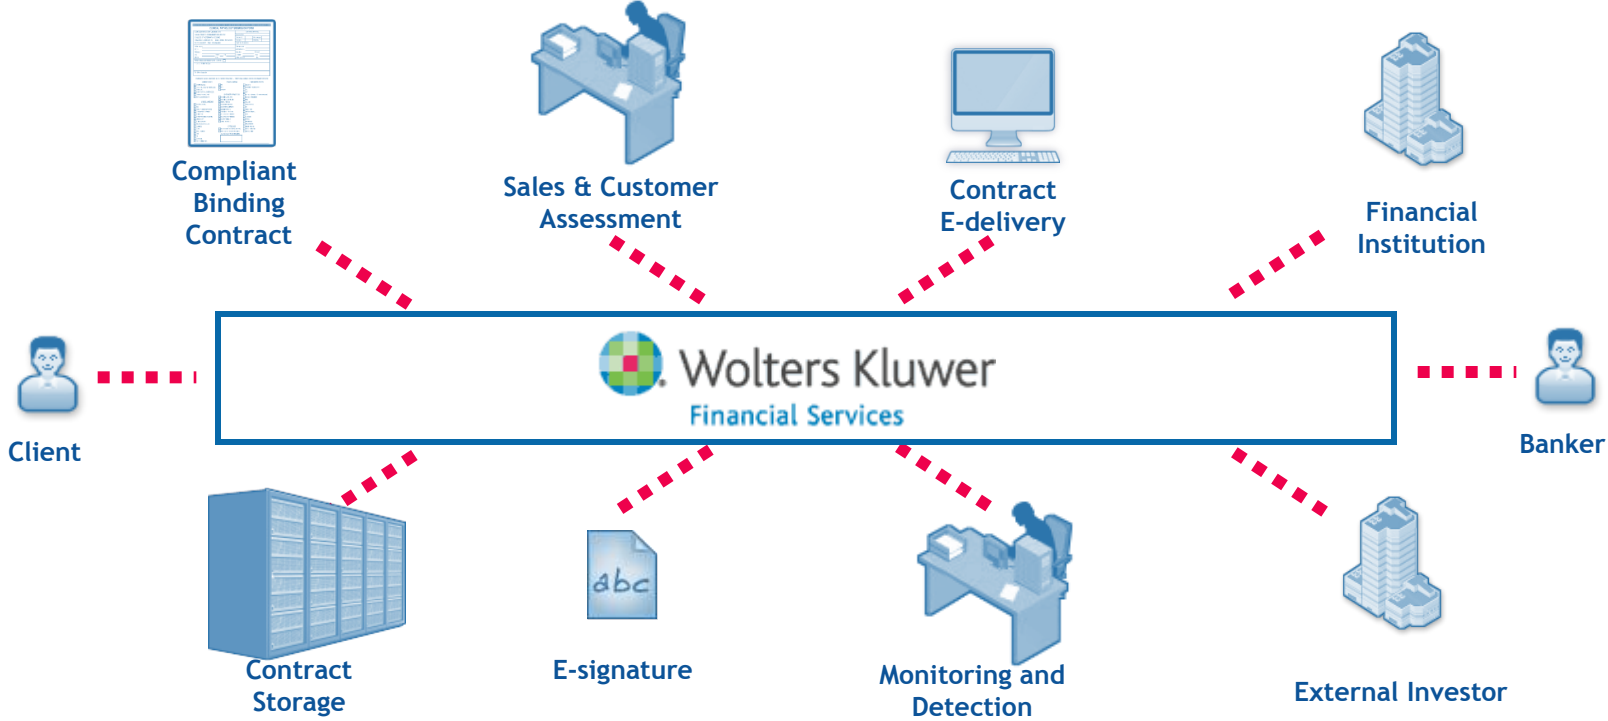 Compliant
Binding
Contract
Sales & Customer
Assessment
Contract
E-delivery
Financial
Institution
Client
Wolters Kluwer
Financial Services
Banker
Contract
Storage
E-signature
abc
Monitoring and
Detection
External Investor